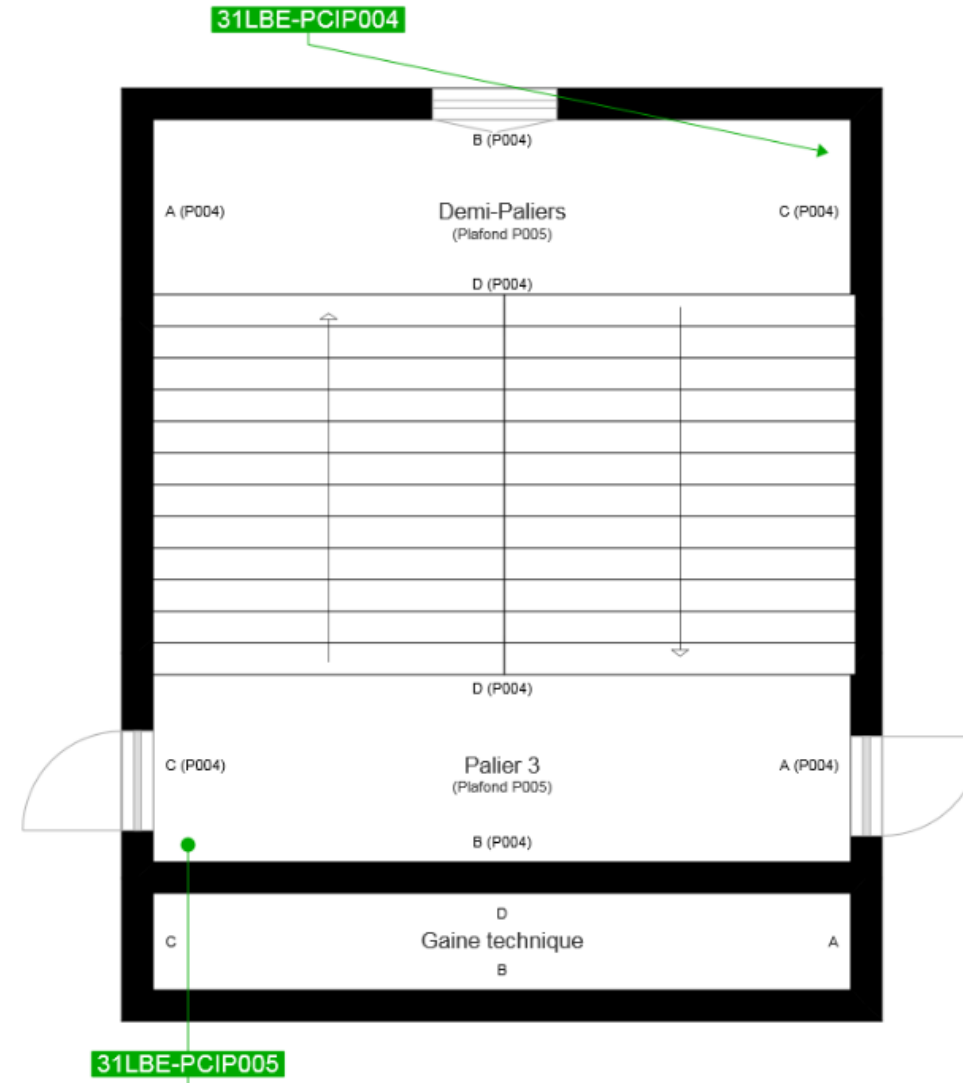 31LBE-PCIP004
B (P004)
A (P004)
Demi-Paliers
C (P004)
(Plafond P005)
D (P004)
D (P004)
C (P004)
Palier 3
A (P004)
(Plafond P005)
B (P004)
D
C
Gaine technique
A
B
31LBE-PCIP005